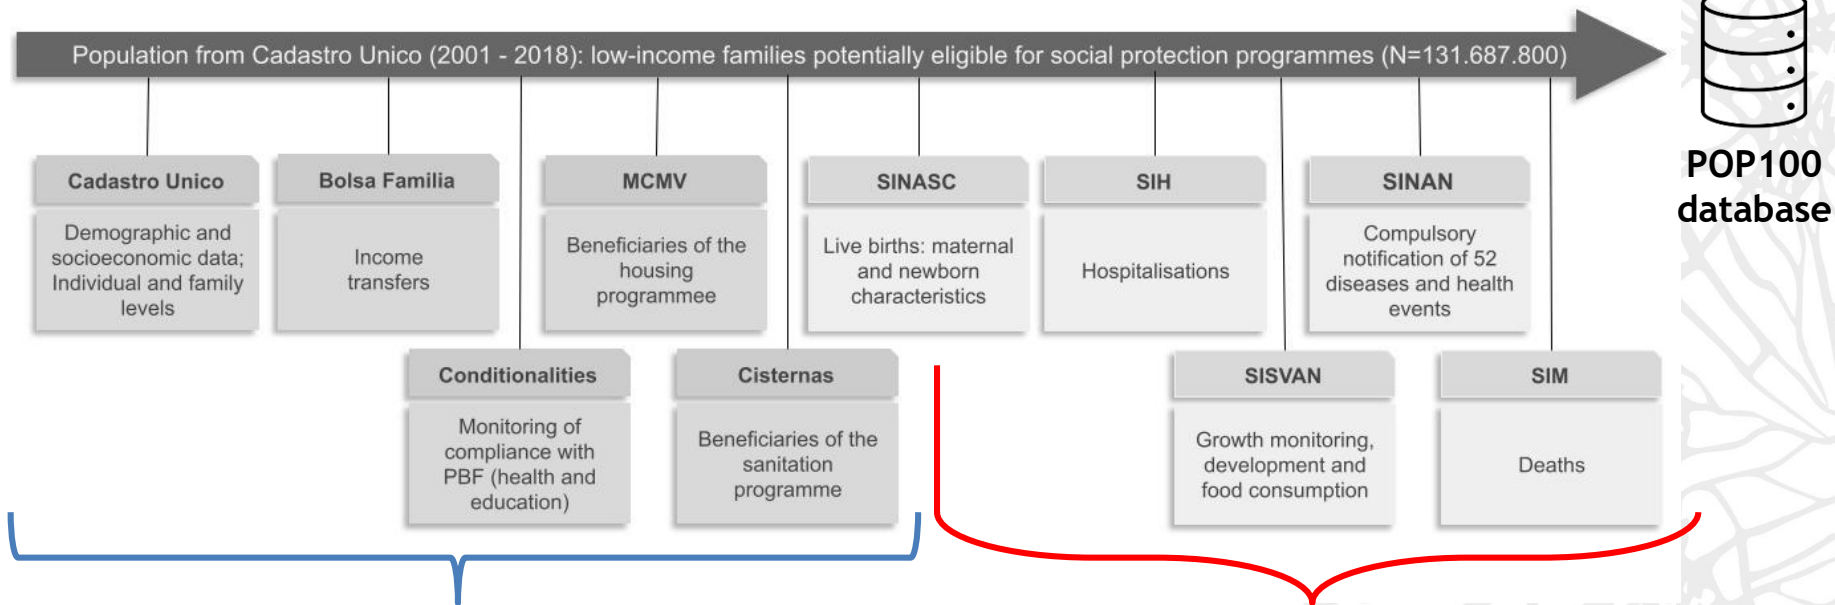 Population from Cadastro Unico (2001 - 2018): low-income families potentially eligible for social protection programmes (N=131.687.800)
POP100
database
Cadastro Unico
Demographic and
socioeconomic data;
Individual and family
levels
Bolsa Familia
Income
transfers
MCMV
Beneficiaries of the
housing
programmee
SINASC
Live births: maternal
and newborn
characteristics
SIH
Hospitalisations
SINAN
Compulsory
notification of 52
diseases and health
events
Conditionalities
Monitoring of
compliance with
PBF (health and
education)
Cisternas
Beneficiaries of the
sanitation
programme
SISVAN
Growth monitoring,
development and
food consumption
SIM
Deaths